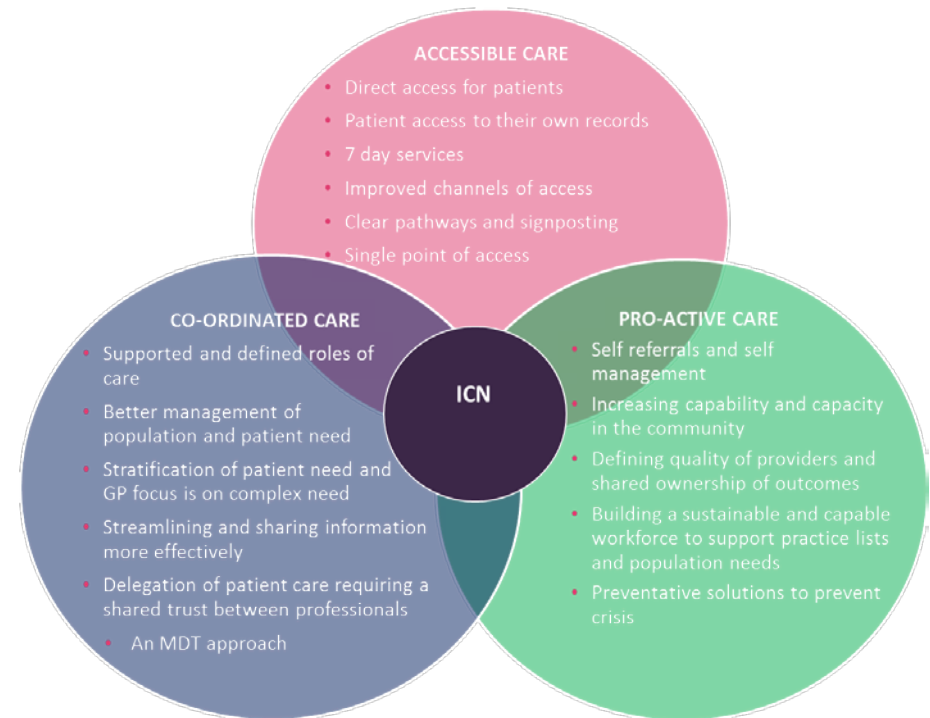 ACCESSIBLE CARE
• Direct access for patients
• Patient access to their own records
• 7 day services
• Improved channels of access
• Clear pathways and signposting
• Single point of access
CO-ORDINATED CARE
• Supported and defined roles of
care
• Better management of
population and patient need
• Stratification of patient need and
GP focus is on complex need
• Streamlining and sharing information
more effectively
• Delegation of patient care requiring a
shared trust between professionals
• An MDT approach
ICN
PRO-ACTIVE CARE
• Self referrals and self
management
• Increasing capability and capacity
in the community
• Defining quality of providers and
shared ownership of outcomes
• Building a sustainable and capable
workforce to support practice lists
and population needs
• Preventative solutions to prevent
crisis